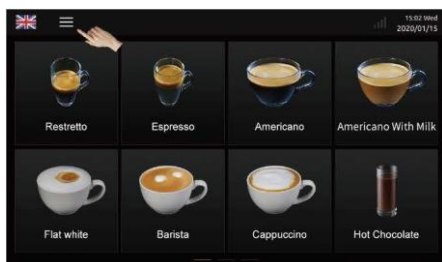 15:02 Wed
2020/01/15
Restretto
Espresso
Americano
Americano With Milk
Flat white
Barista
Cappuccino
Hot Chocolate